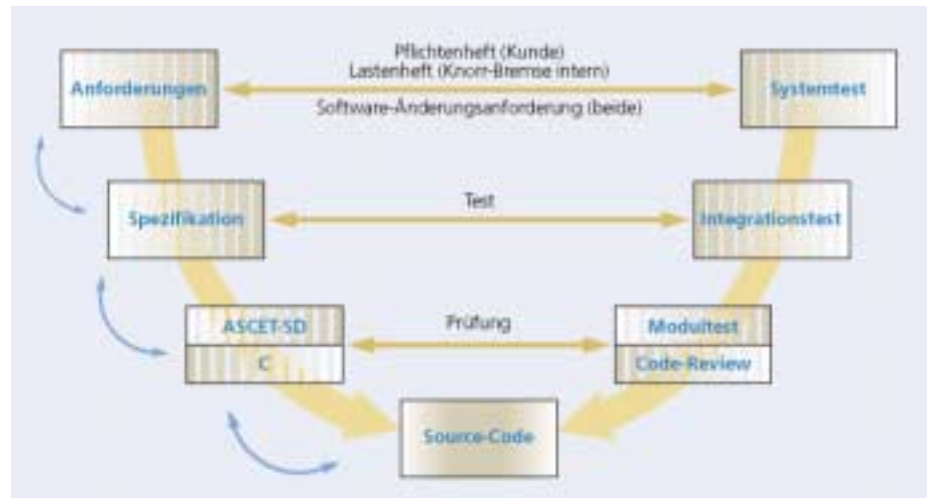 Pflichtenheft (Kunde)
Lastenheft (Knorr-Bremse intern)
Anforderungen
Systemtest
Software-Änderungsanforderung (beide)
Test
Spezifikation
Integrationstest
Prüfung
ASCET-SD
Modultest
C
Code-Review
Source-Code